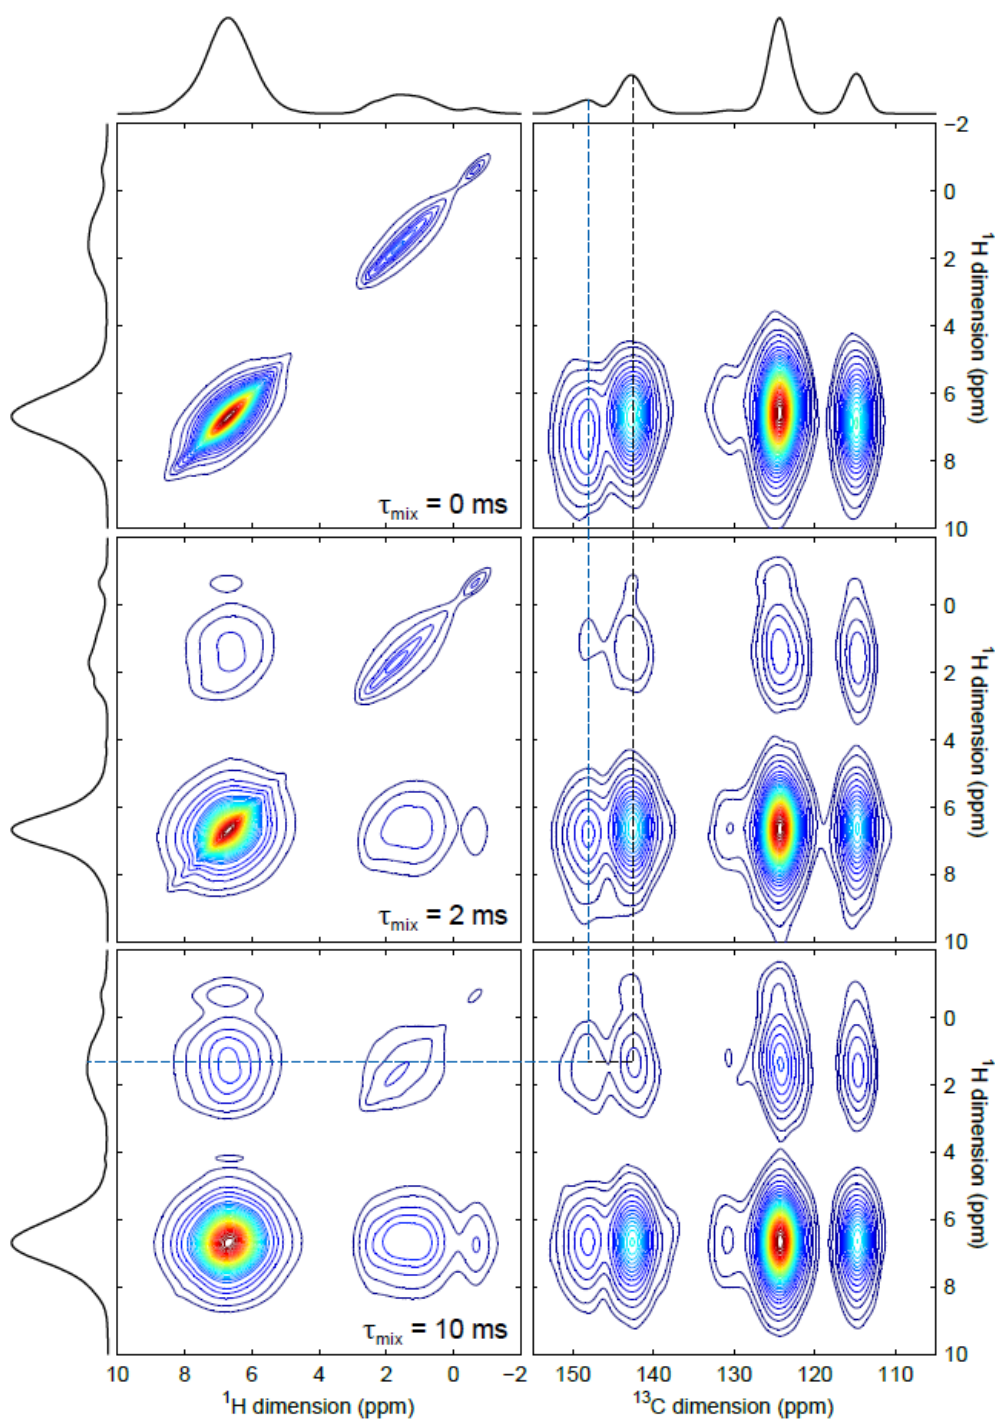 −2
0
2
4
6
8
10
¹H dimension (ppm)
τmix = 0 ms
0
2
4
6
8
10
¹H dimension (ppm)
τmix = 2 ms
0
2
4
6
8
10
¹H dimension (ppm)
τmix = 10 ms
10 8 6 4 2 0 −2 150 140 130 120 110
¹H dimension (ppm) ¹³C dimension (ppm)